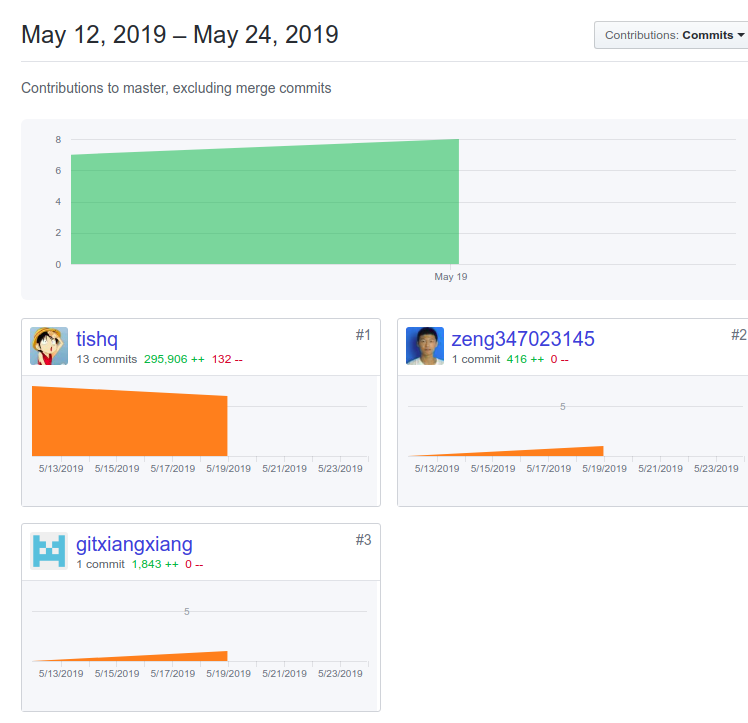 May 12, 2019 – May 24, 2019
Contributions: Commits
Contributions to master, excluding merge commits
8
6
4
2
0
May 19
tishq
#1
13 commits 295,906 ++ 132 --
5/13/2019 5/15/2019 5/17/2019 5/19/2019 5/21/2019 5/23/2019
zeng347023145
#2
1 commit 416 ++ 0 --
5
5/13/2019 5/15/2019 5/17/2019 5/19/2019 5/21/2019 5/23/2019
gitxiangxiang
#3
1 commit 1,843 ++ 0 --
5
5/13/2019 5/15/2019 5/17/2019 5/19/2019 5/21/2019 5/23/2019